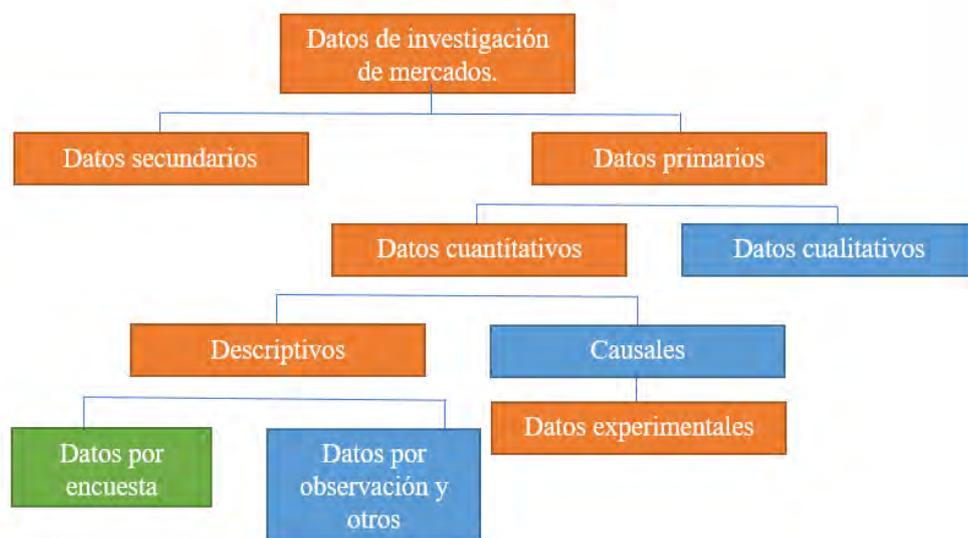 Datos de investigación
de mercados.
Datos secundarios
Datos primarios
Datos cuantitativos
Datos cualitativos
Descriptivos
Causales
Datos experimentales
Datos por
encuesta
Datos por
observación y
otros